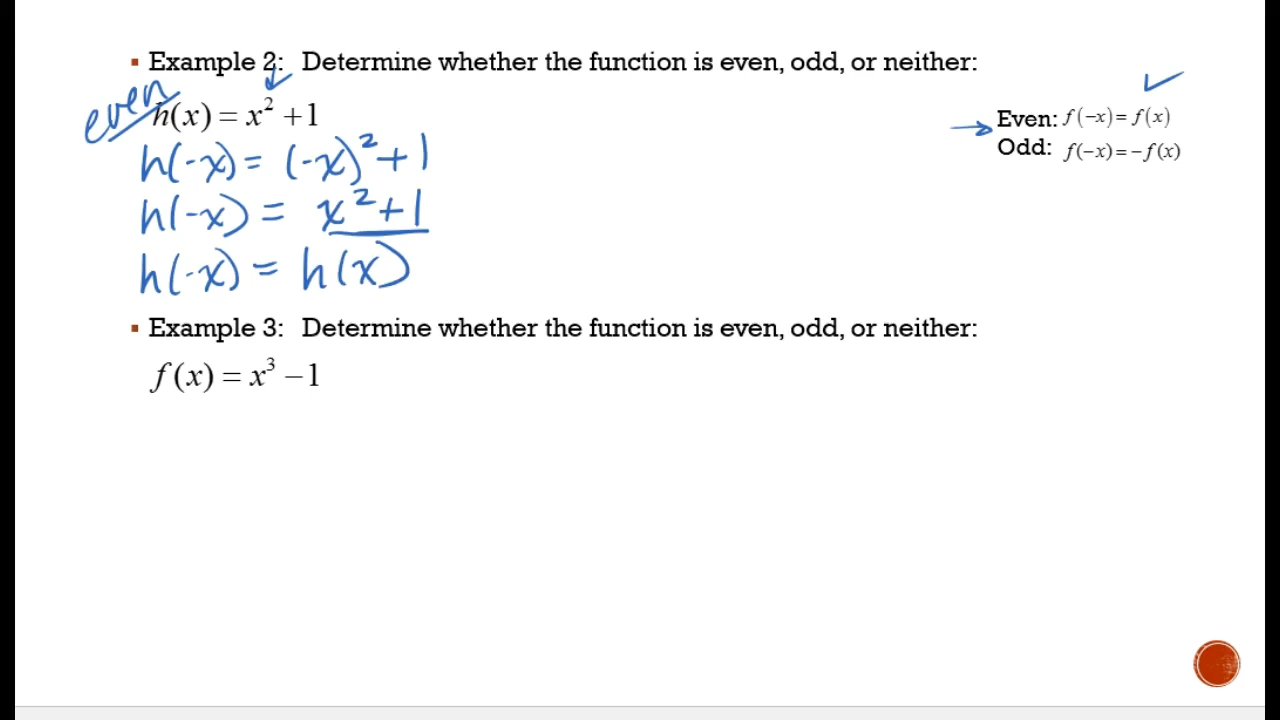 ▪ Example 2: Determine whether the function is even, odd, or neither:
even
h(x) = x² + 1
Even: f(−x) = f(x)
Odd: f(−x) = −f(x)
h(-x) = (-x)² + 1
h(-x) = x² + 1
h(-x) = h(x)
▪ Example 3: Determine whether the function is even, odd, or neither:
f(x) = x³ − 1